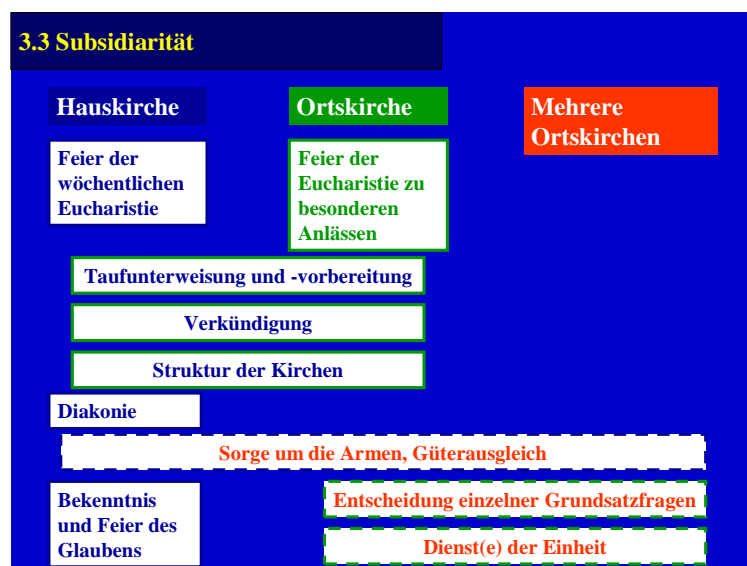 3.3 Subsidiarität
Hauskirche
Ortskirche
Mehrere
Ortskirchen
Feier der
wöchentlichen
Eucharistie
Feier der
Eucharistie zu
besonderen
Anlässen
Taufunterweisung und -vorbereitung
Verkündigung
Struktur der Kirchen
Diakonie
Sorge um die Armen, Güterausgleich
Bekenntnis
und Feier des
Glaubens
Entscheidung einzelner Grundsatzfragen
Dienst(e) der Einheit